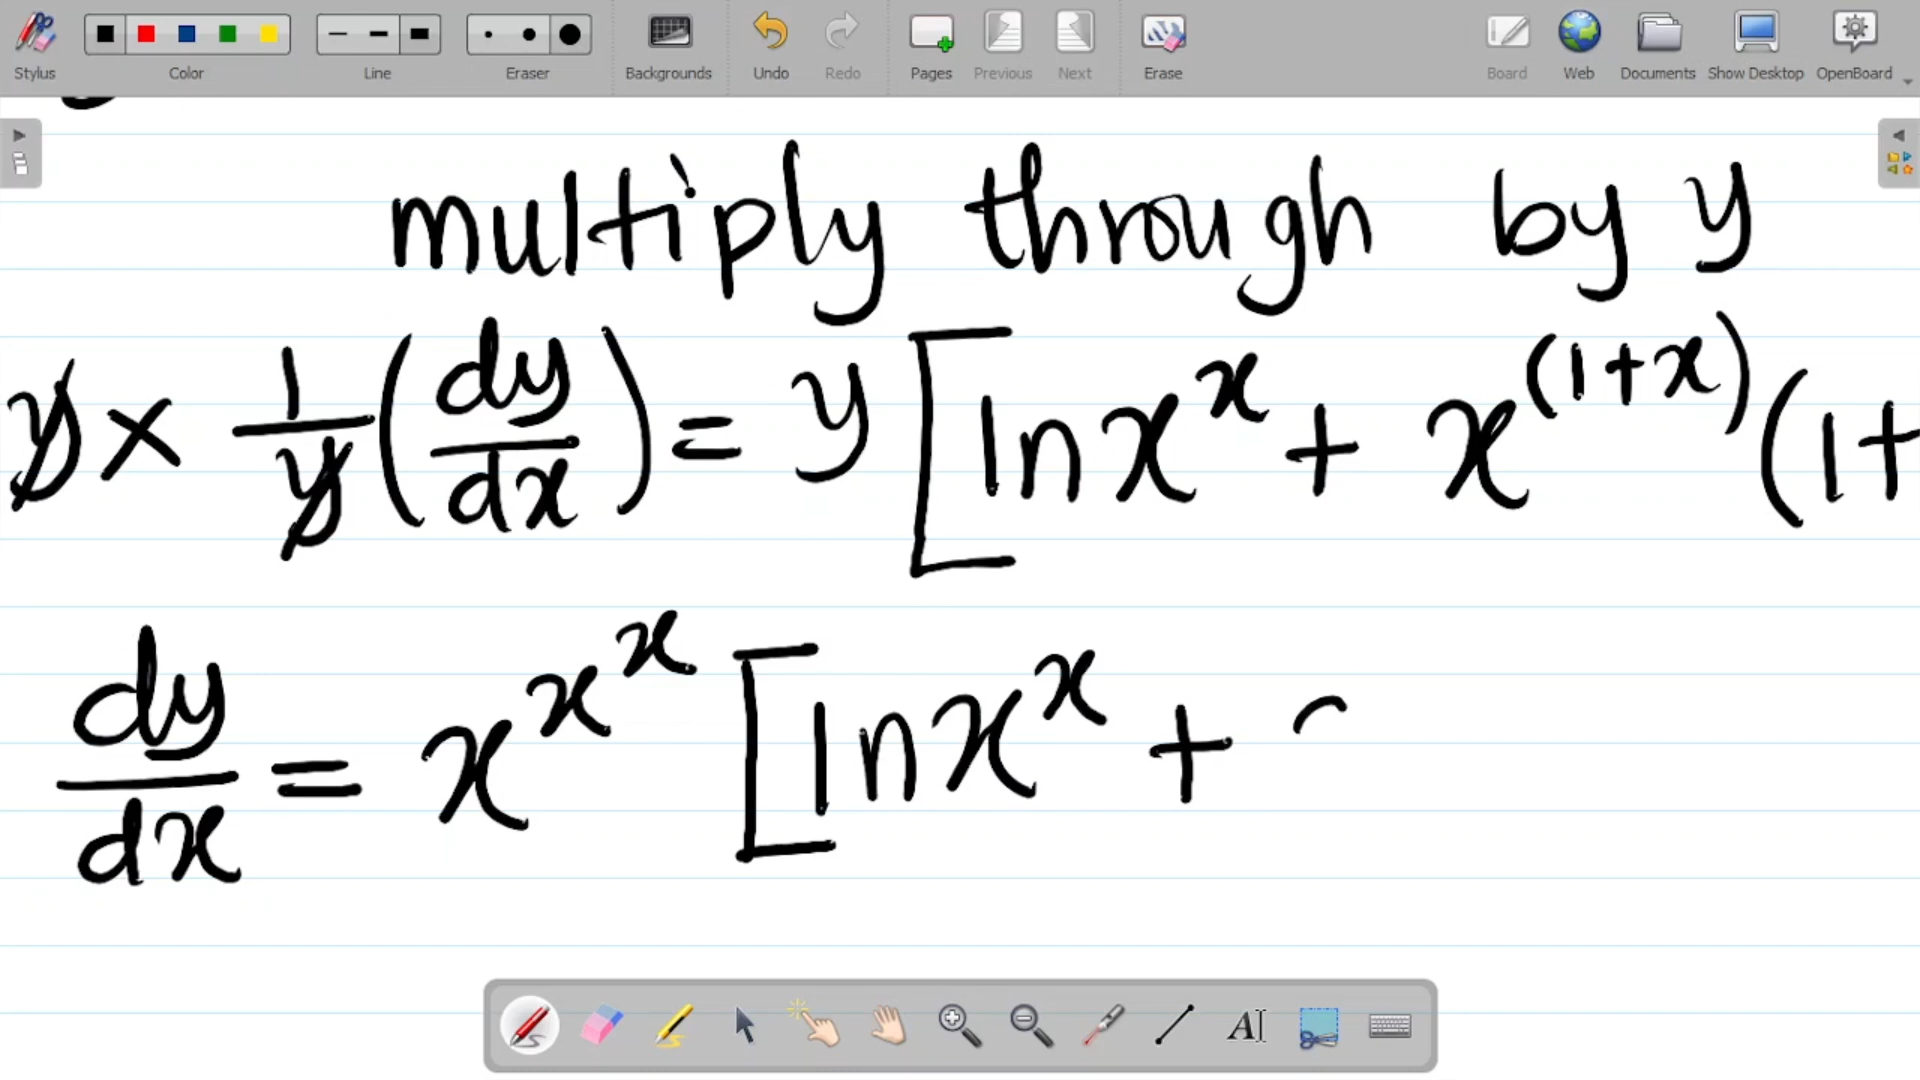 Stylus Color Line Eraser Backgrounds Undo Redo Pages Previous Next Erase Board Web Documents Show Desktop OpenBoard
multiply through by y
y × 1/y (dy/dx) = y [ln x^x + x^(1+x) (1+
dy/dx = x^x^x [ln x^x +